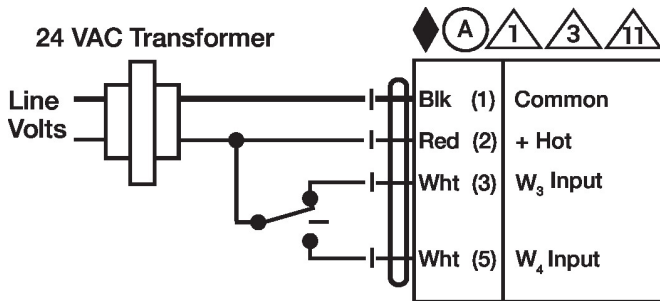 24 VAC Transformer
A 1 3 11
Line
Volts
Blk (1) Common
Red (2) + Hot
Wht (3) W3 Input
Wht (5) W4 Input